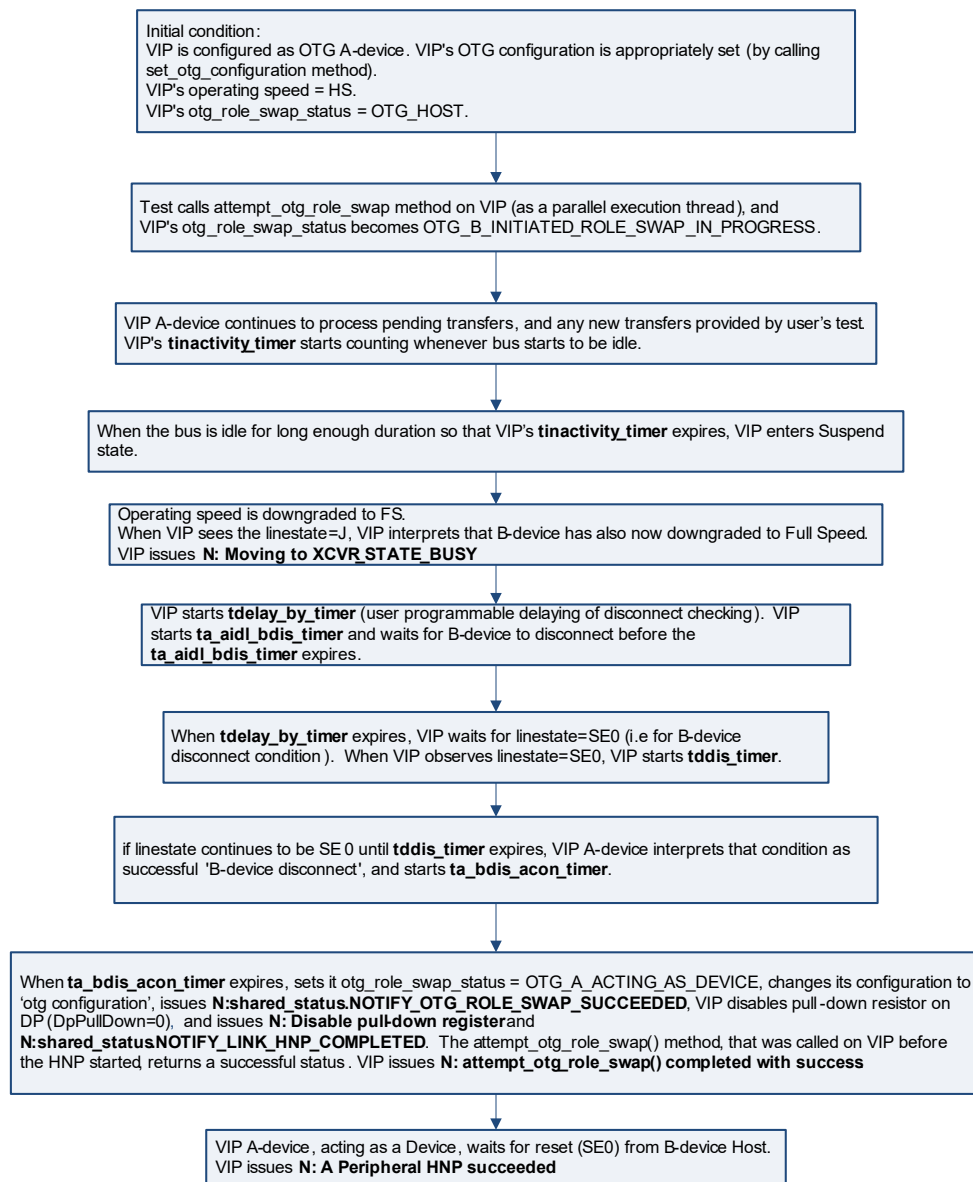 Initial condition:
VIP is configured as OTG A-device. VIP's OTG configuration is appropriately set (by calling
set_otg_configuration method).
VIP's operating speed = HS.
VIP's otg_role_swap_status = OTG_HOST.
Test calls attempt_otg_role_swap method on VIP (as a parallel execution thread), and
VIP's otg_role_swap_status becomes OTG_B_INITIATED_ROLE_SWAP_IN_PROGRESS.
VIP A-device continues to process pending transfers, and any new transfers provided by user's test.
VIP's tinactivity_timer starts counting whenever bus starts to be idle.
When the bus is idle for long enough duration so that VIP's tinactivity_timer expires, VIP enters Suspend
state.
Operating speed is downgraded to FS.
When VIP sees the linestate=J, VIP interprets that B-device has also now downgraded to Full Speed.
VIP issues N: Moving to XCVR_STATE_BUSY
VIP starts tdelay_by_timer (user programmable delaying of disconnect checking). VIP
starts ta_aidl_bdis_timer and waits for B-device to disconnect before the
ta_aidl_bdis_timer expires.
When tdelay_by_timer expires, VIP waits for linestate=SE0 (i.e for B-device
disconnect condition). When VIP observes linestate=SE0, VIP starts tddis_timer.
if linestate continues to be SE0 until tddis_timer expires, VIP A-device interprets that condition as
successful 'B-device disconnect', and starts ta_bdis_acon_timer.
When ta_bdis_acon_timer expires, sets it otg_role_swap_status = OTG_A_ACTING_AS_DEVICE, changes its configuration to
'otg configuration', issues N:shared_status.NOTIFY_OTG_ROLE_SWAP_SUCCEEDED, VIP disables pull-down resistor on
DP (DpPullDown=0), and issues N: Disable pull-down register and
N:shared_status.NOTIFY_LINK_HNP_COMPLETED. The attempt_otg_role_swap() method, that was called on VIP before
the HNP started, returns a successful status. VIP issues N: attempt_otg_role_swap() completed with success
VIP A-device, acting as a Device, waits for reset (SE0) from B-device Host.
VIP issues N: A Peripheral HNP succeeded